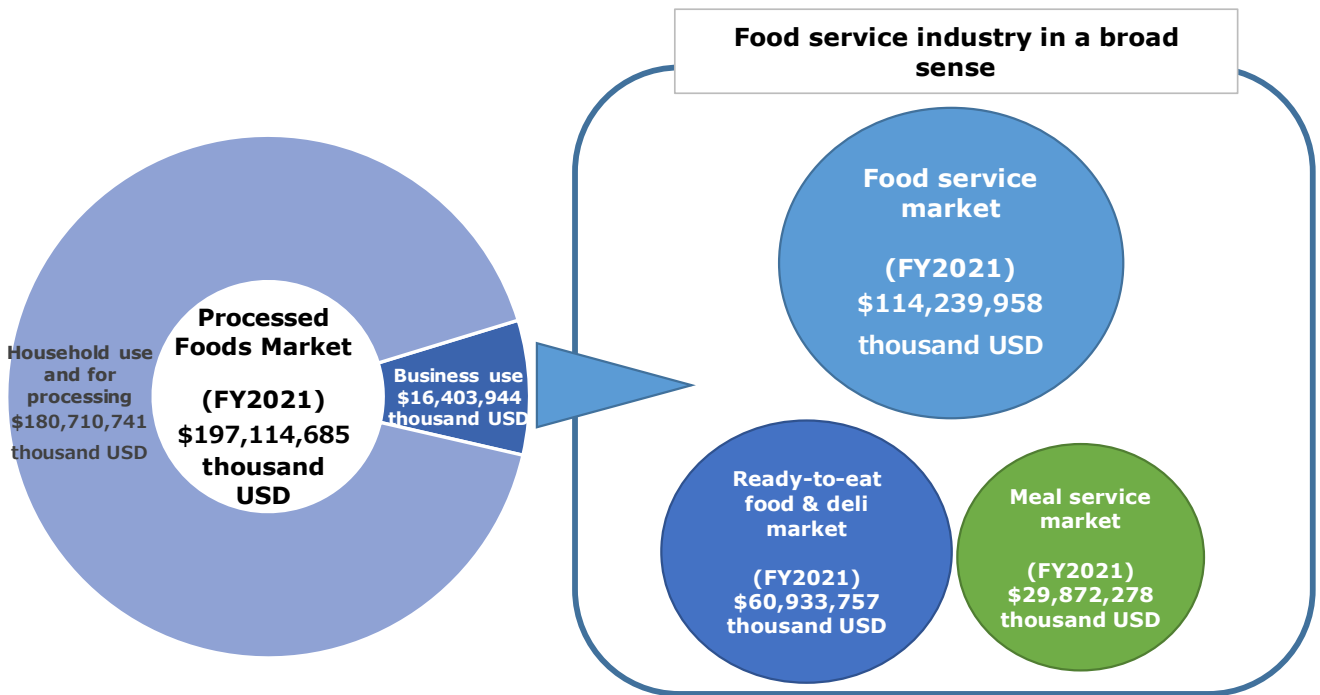 Food service industry in a broad
sense
Household use
and for
processing
$180,710,741
thousand USD
Processed
Foods Market
(FY2021)
$197,114,685
thousand
USD
Business use
$16,403,944
thousand USD
Food service
market
(FY2021)
$114,239,958
thousand USD
Ready-to-eat
food & deli
market
(FY2021)
$60,933,757
thousand USD
Meal service
market
(FY2021)
$29,872,278
thousand USD